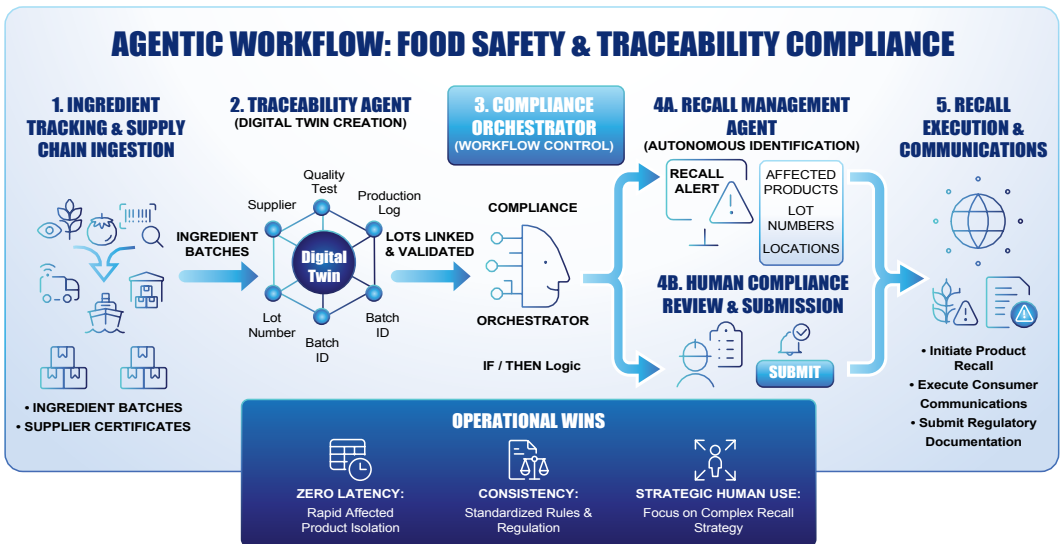 AGENTIC WORKFLOW: FOOD SAFETY & TRACEABILITY COMPLIANCE
1. INGREDIENT
TRACKING & SUPPLY
CHAIN INGESTION
• INGREDIENT BATCHES
• SUPPLIER CERTIFICATES
INGREDIENT
BATCHES
2. TRACEABILITY AGENT
(DIGITAL TWIN CREATION)
Quality
Test
Supplier
Production
Log
Digital
Twin
Lot
Number
Batch
ID
Batch
ID
LOTS LINKED
& VALIDATED
3. COMPLIANCE
ORCHESTRATOR
(WORKFLOW CONTROL)
COMPLIANCE
ORCHESTRATOR
IF / THEN Logic
4A. RECALL MANAGEMENT
AGENT
(AUTONOMOUS IDENTIFICATION)
RECALL
ALERT
AFFECTED
PRODUCTS
LOT
NUMBERS
LOCATIONS
4B. HUMAN COMPLIANCE
REVIEW & SUBMISSION
SUBMIT
5. RECALL
EXECUTION &
COMMUNICATIONS
• Initiate Product
Recall
• Execute Consumer
Communications
• Submit Regulatory
Documentation
OPERATIONAL WINS
ZERO LATENCY:
Rapid Affected
Product Isolation
CONSISTENCY:
Standardized Rules &
Regulation
STRATEGIC HUMAN USE:
Focus on Complex Recall
Strategy